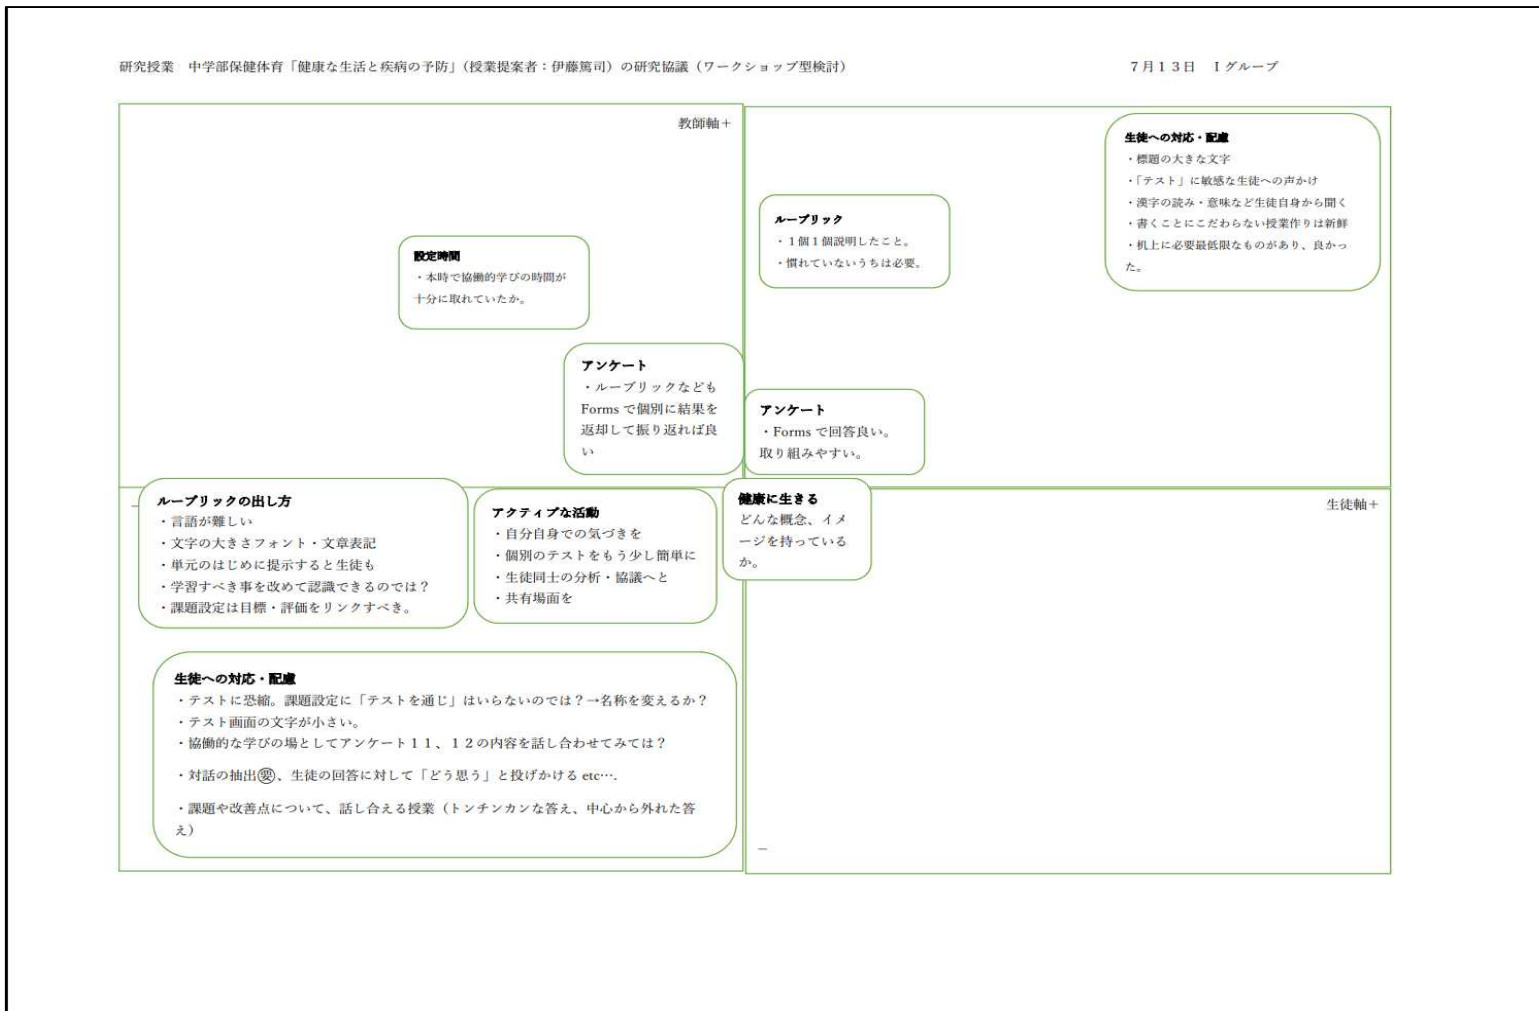 研究授業　中学部保健体育「健康な生活と疾病の予防」（授業提案者：伊藤篤司）の研究協議（ワークショップ型検討）
７月１３日　Ｉグループ
教師軸＋
生徒への対応・配慮
・標題の大きな文字
・「テスト」に敏感な生徒への声かけ
・漢字の読み・意味など生徒自身から聞く
・書くことにこだわらない授業作りは新鮮
・机上に必要最低限なものがあり、良かっ
た。
ルーブリック
・１個１個説明したこと。
・慣れていないうちは必要。
設定時間
・本時で協働的学びの時間が
十分に取れていたか。
アンケート
・ルーブリックなども
Forms で個別に結果を
返却して振り返れば良
い
アンケート
・Forms で回答良い。
取り組みやすい。
－
ルーブリックの出し方
・言語が難しい
・文字の大きさフォント・文章表記
・単元のはじめに提示すると生徒も
・学習すべき事を改めて認識できるのでは？
・課題設定は目標・評価をリンクすべき。
アクティブな活動
・自分自身での気づきを
・個別のテストをもう少し簡単に
・生徒同士の分析・協議へと
・共有場面を
健康に生きる
どんな概念、イメ
ージを持っている
か。
生徒軸＋
生徒への対応・配慮
・テストに恐縮。課題設定に「テストを通じ」はいらないのでは？→名称を変えるか？
・テスト画面の文字が小さい。
・協働的な学びの場としてアンケート１１、１２の内容を話し合わせてみては？
・対話の抽出㊙、生徒の回答に対して「どう思う」と投げかける etc….
・課題や改善点について、話し合える授業（トンチンカンな答え、中心から外れた答
え）
－